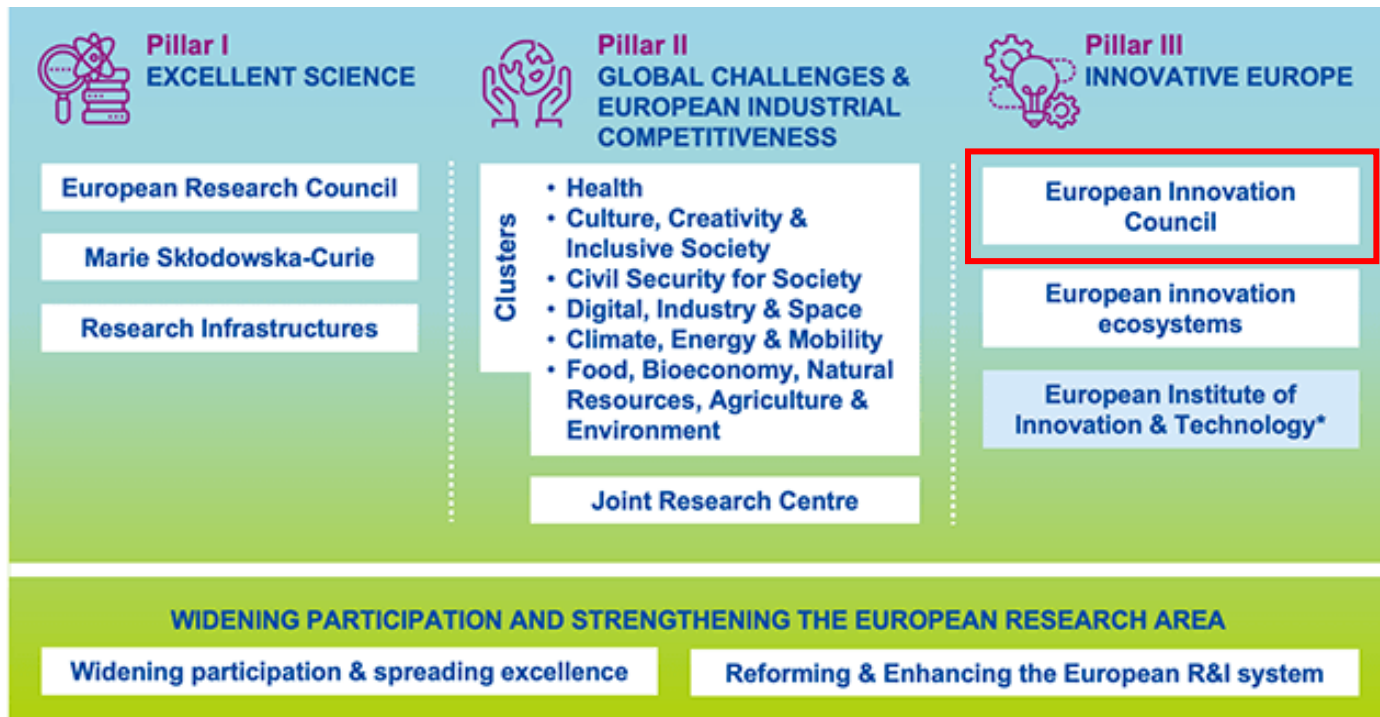 Pillar I
EXCELLENT SCIENCE
European Research Council
Marie Skłodowska-Curie
Research Infrastructures
Pillar II
GLOBAL CHALLENGES &
EUROPEAN INDUSTRIAL
COMPETITIVENESS
Clusters
• Health
• Culture, Creativity &
Inclusive Society
• Civil Security for Society
• Digital, Industry & Space
• Climate, Energy & Mobility
• Food, Bioeconomy, Natural
Resources, Agriculture &
Environment
Joint Research Centre
Pillar III
INNOVATIVE EUROPE
European Innovation
Council
European innovation
ecosystems
European Institute of
Innovation & Technology*
WIDENING PARTICIPATION AND STRENGTHENING THE EUROPEAN RESEARCH AREA
Widening participation & spreading excellence
Reforming & Enhancing the European R&I system